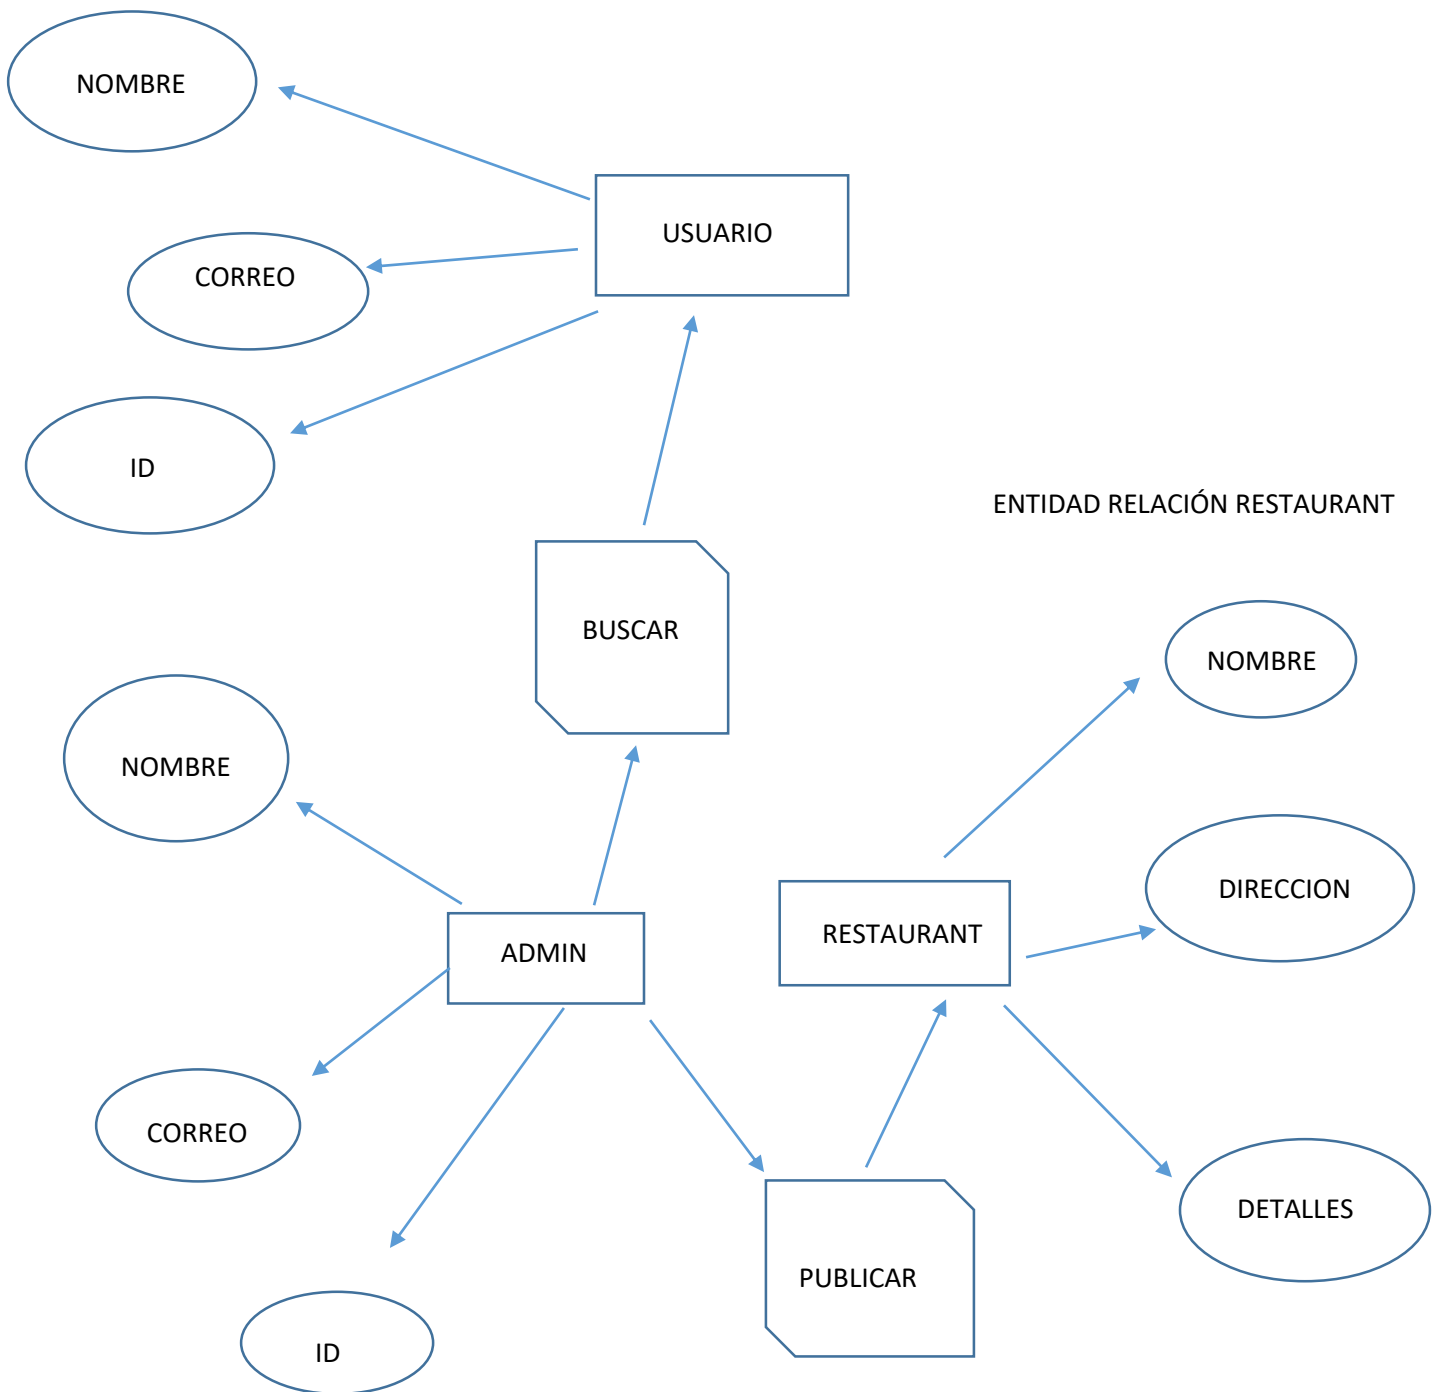 NOMBRE
USUARIO
CORREO
ID
ENTIDAD RELACIÓN RESTAURANT
BUSCAR
NOMBRE
NOMBRE
DIRECCION
RESTAURANT
ADMIN
CORREO
DETALLES
PUBLICAR
ID